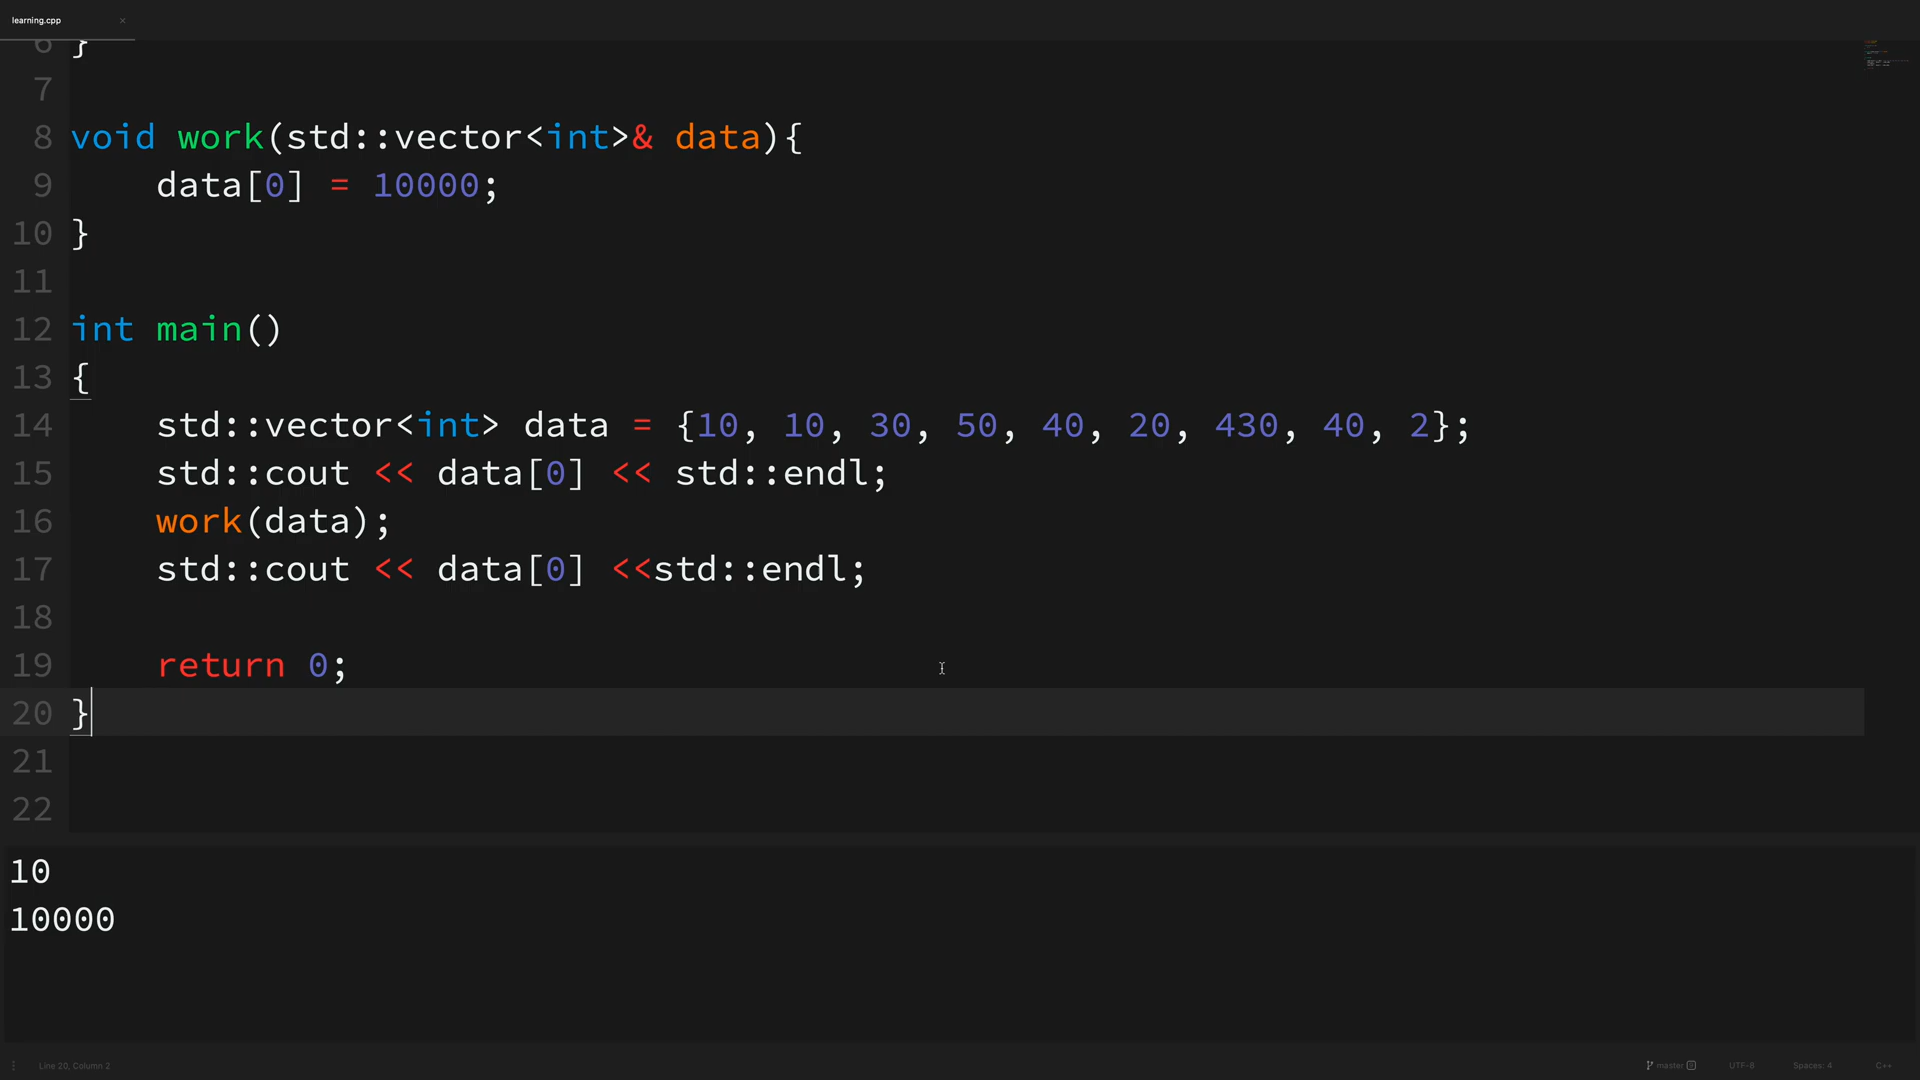 learning.cpp ×
6 }
7
8 void work(std::vector<int>& data){
9     data[0] = 10000;
10 }
11
12 int main()
13 {
14     std::vector<int> data = {10, 10, 30, 50, 40, 20, 430, 40, 2};
15     std::cout << data[0] << std::endl;
16     work(data);
17     std::cout << data[0] <<std::endl;
18
19     return 0;
20 }
21
22
10
10000
Line 20, Column 2 master 9 UTF-8 Spaces: 4 C++